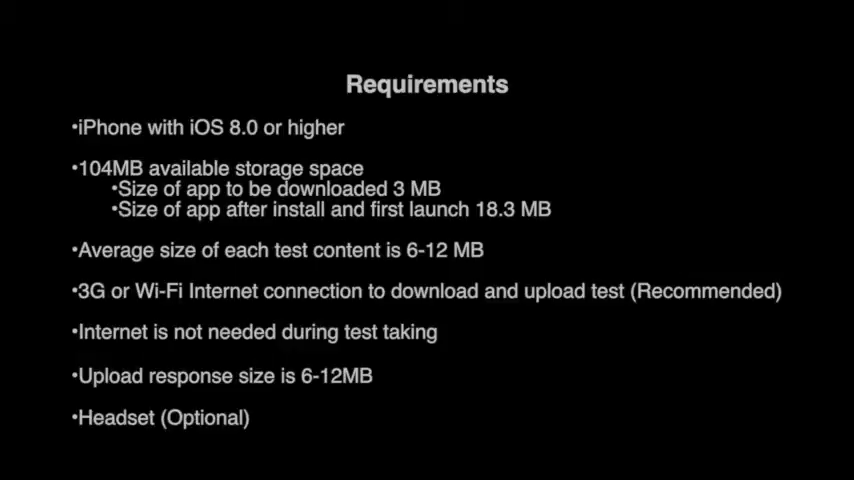 Requirements
•iPhone with iOS 8.0 or higher
•104MB available storage space
•Size of app to be downloaded 3 MB
•Size of app after install and first launch 18.3 MB
•Average size of each test content is 6-12 MB
•3G or Wi-Fi Internet connection to download and upload test (Recommended)
•Internet is not needed during test taking
•Upload response size is 6-12MB
•Headset (Optional)